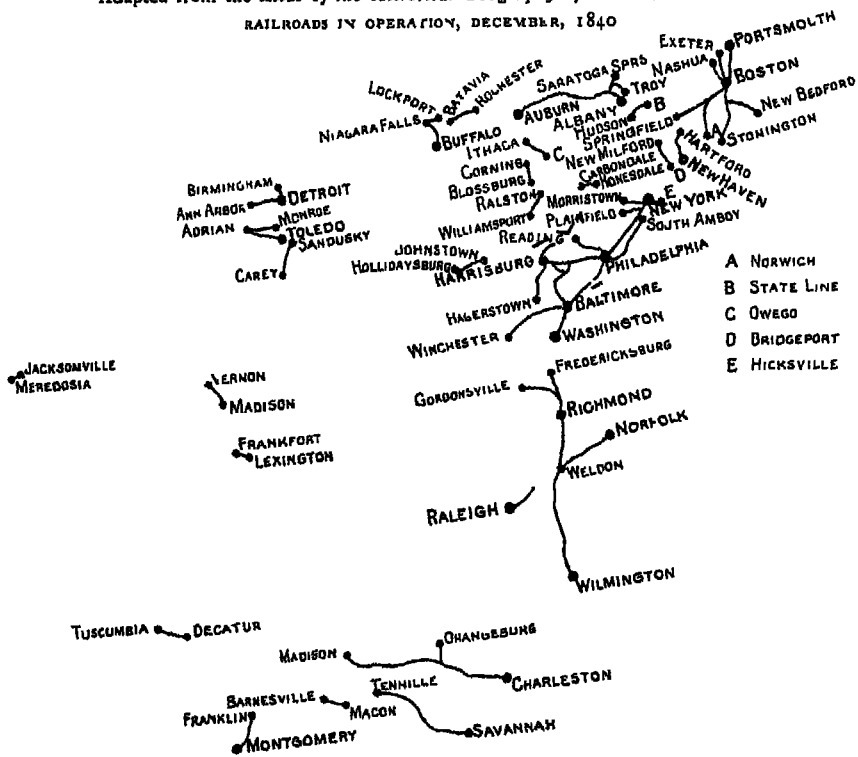 RAILROADS IN OPERATION, DECEMBER, 1840
PORTSMOUTH
EXETER
NASHUA
BOSTON
SARATOGA SPRS
TROY
NEW BEDFORD
ROCHESTER
BATAVIA
LOCKPORT
AUBURN
ALBANY
B
HUDSON
SPRINGFIELD
A
STONINGTON
NIAGARA FALLS
BUFFALO
ITHACA
C
NEW MILFORD
HARTFORD
CORNING
CARBONDALE
HONESDALE
D
NEW HAVEN
BLOSSBURG
RALSTON
MORRISTOWN
E
NEW YORK
BIRMINGHAM
DETROIT
ANN ARBOR
MONROE
ADRIAN
TOLEDO
SANDUSKY
WILLIAMSPORT
PLAINFIELD
SOUTH AMBOY
READING
CAREY
JOHNSTOWN
HOLLIDAYSBURG
HARRISBURG
PHILADELPHIA
A NORWICH
B STATE LINE
C OWEGO
D BRIDGEPORT
E HICKSVILLE
HAGERSTOWN
BALTIMORE
WINCHESTER
WASHINGTON
JACKSONVILLE
MEREDOSIA
VERNON
MADISON
FREDERICKSBURG
GORDONSVILLE
RICHMOND
FRANKFORT
LEXINGTON
NORFOLK
WELDON
RALEIGH
WILMINGTON
TUSCUMBIA
DECATUR
ORANGEBURG
MADISON
CHARLESTON
TENNILLE
BARNESVILLE
MACON
FRANKLIN
MONTGOMERY
SAVANNAH